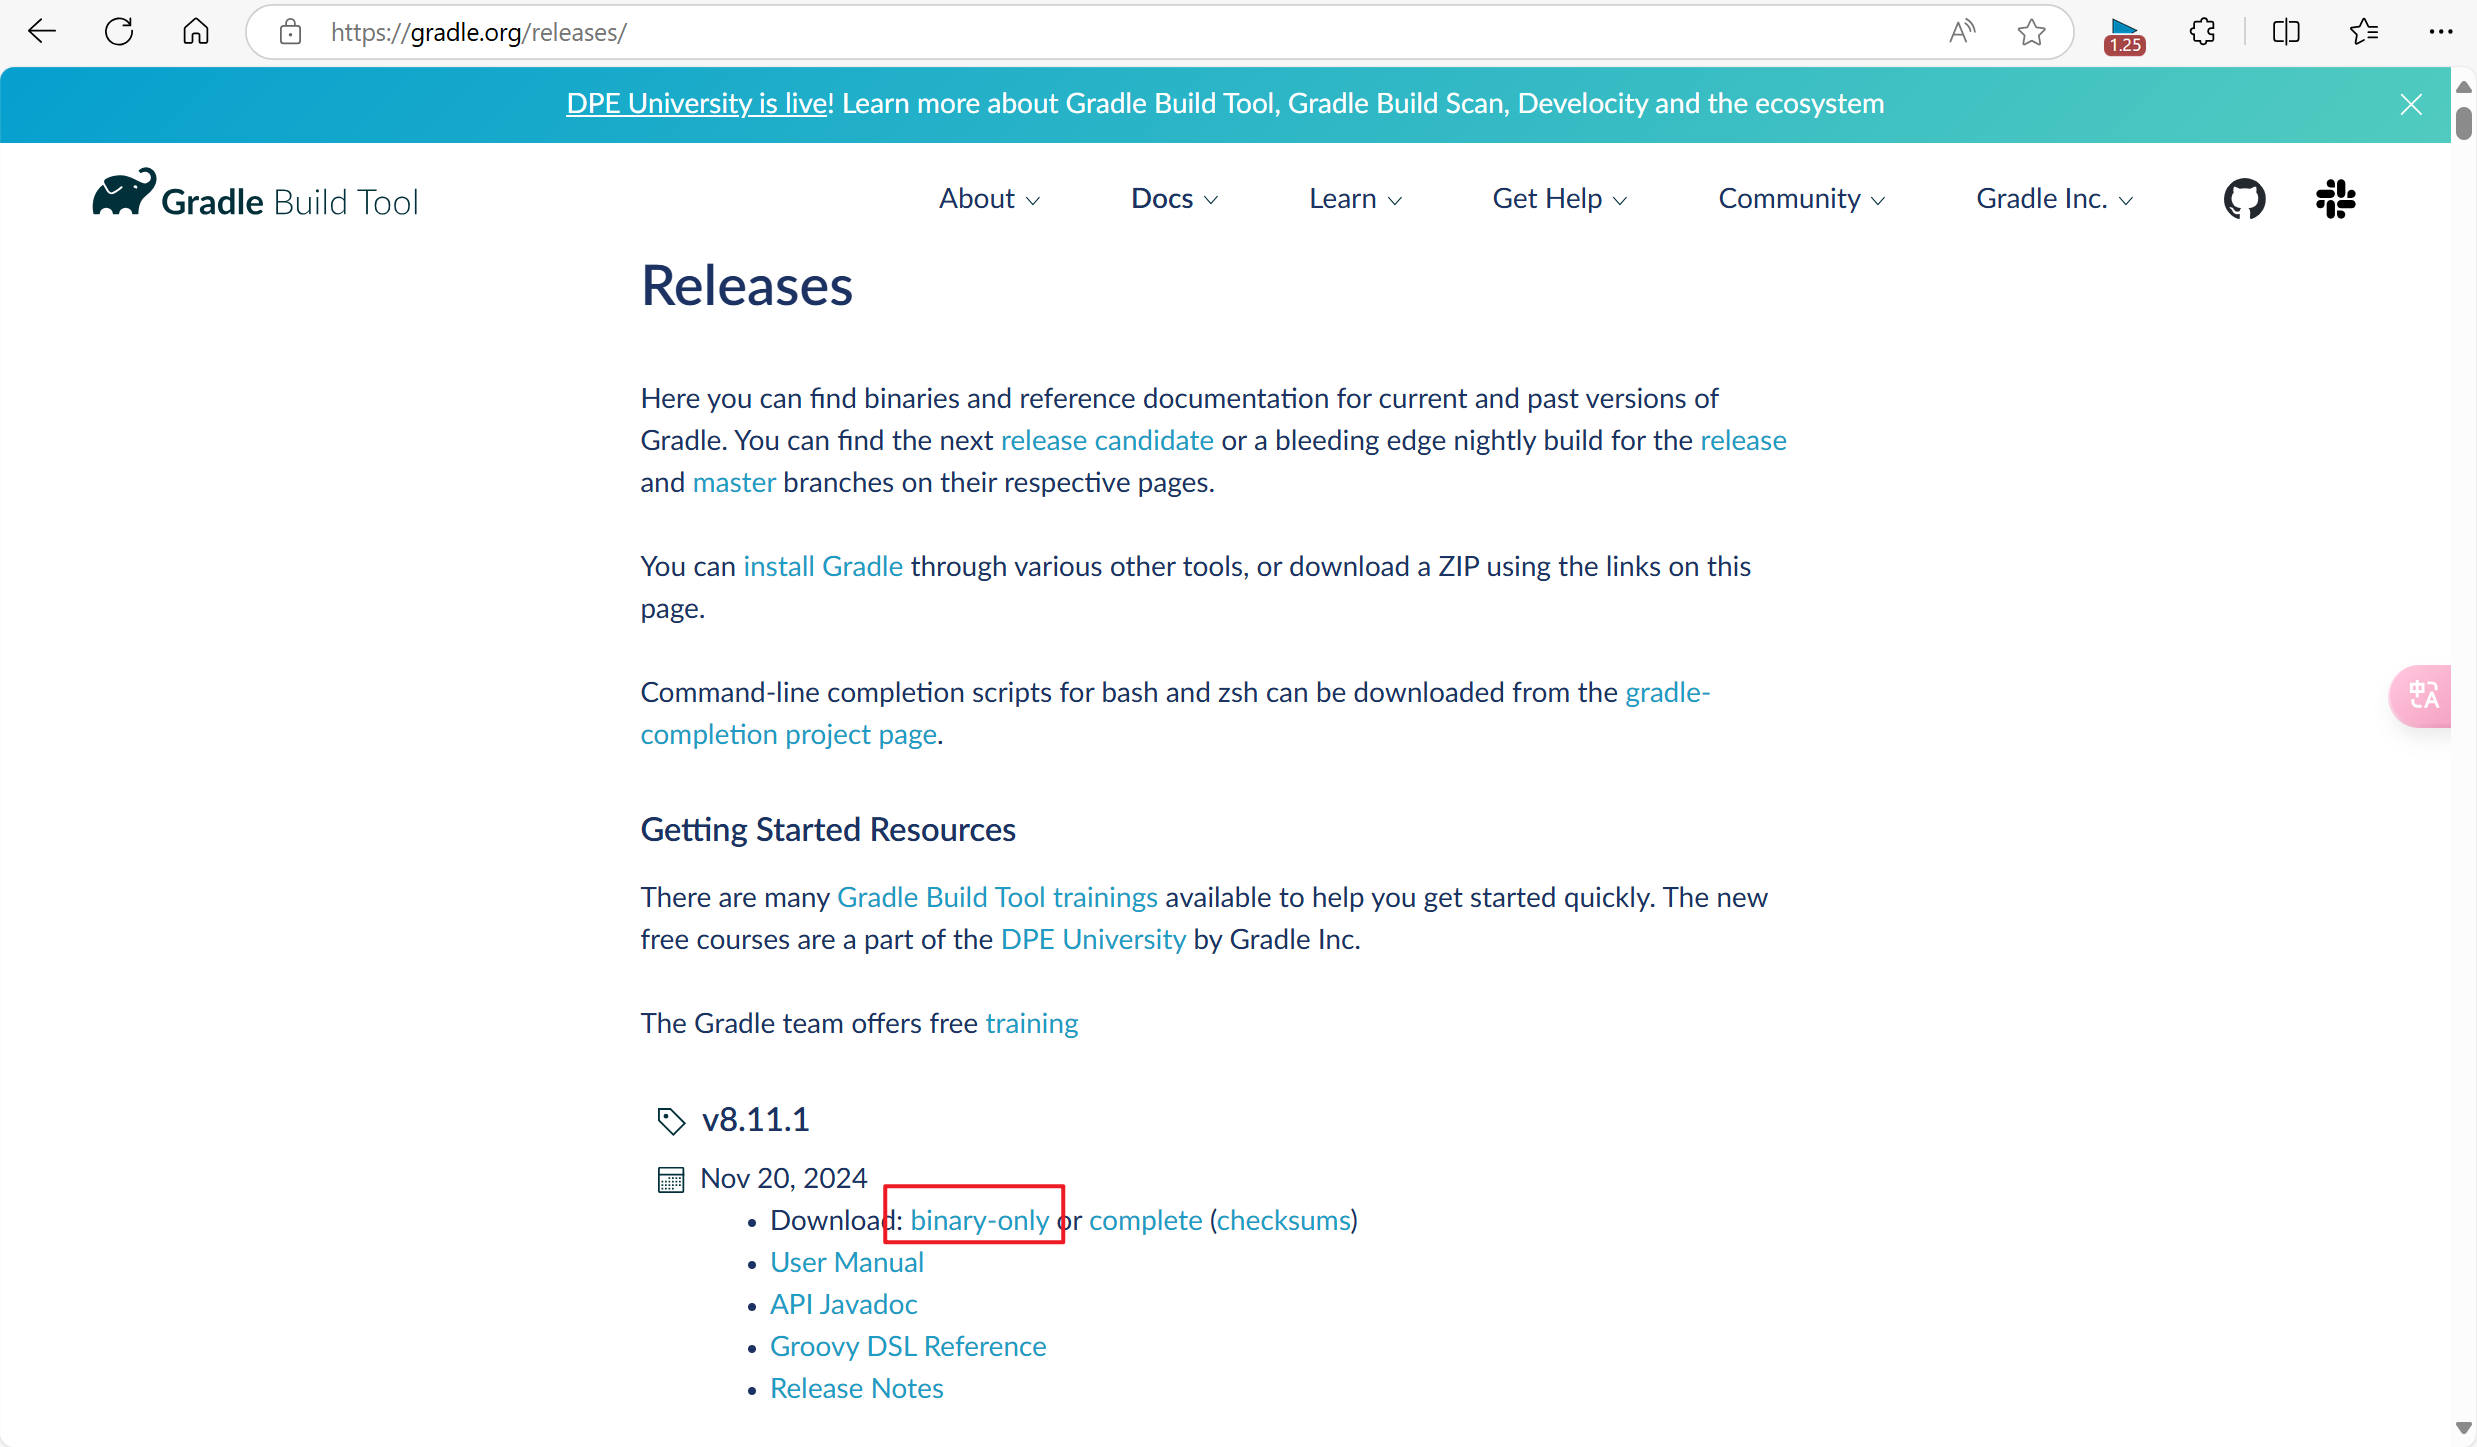 https://gradle.org/releases/
1.25
DPE University is live! Learn more about Gradle Build Tool, Gradle Build Scan, Develocity and the ecosystem
Gradle Build Tool
About
Docs
Learn
Get Help
Community
Gradle Inc.
Releases
Here you can find binaries and reference documentation for current and past versions of
Gradle. You can find the next release candidate or a bleeding edge nightly build for the release
and master branches on their respective pages.
You can install Gradle through various other tools, or download a ZIP using the links on this
page.
Command-line completion scripts for bash and zsh can be downloaded from the gradle-
completion project page.
Getting Started Resources
There are many Gradle Build Tool trainings available to help you get started quickly. The new
free courses are a part of the DPE University by Gradle Inc.
The Gradle team offers free training
v8.11.1
Nov 20, 2024
• Download: binary-only or complete (checksums)
• User Manual
• API Javadoc
• Groovy DSL Reference
• Release Notes